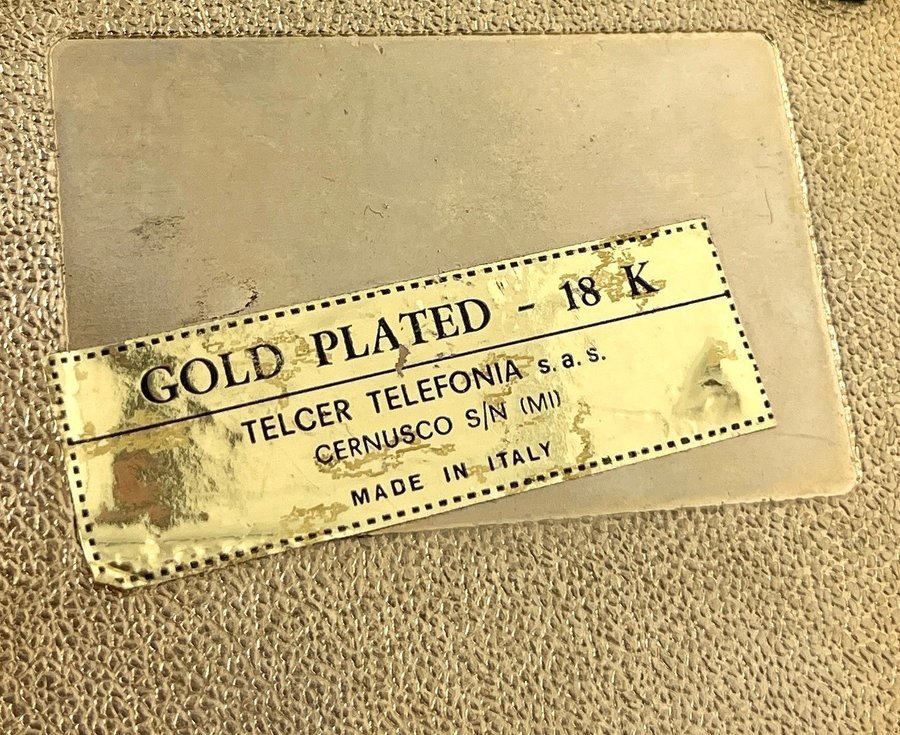 GOLD PLATED - 18 K
TELCER TELEFONIA s.a.s.
CERNUSCO S/N (MI)
MADE IN ITALY